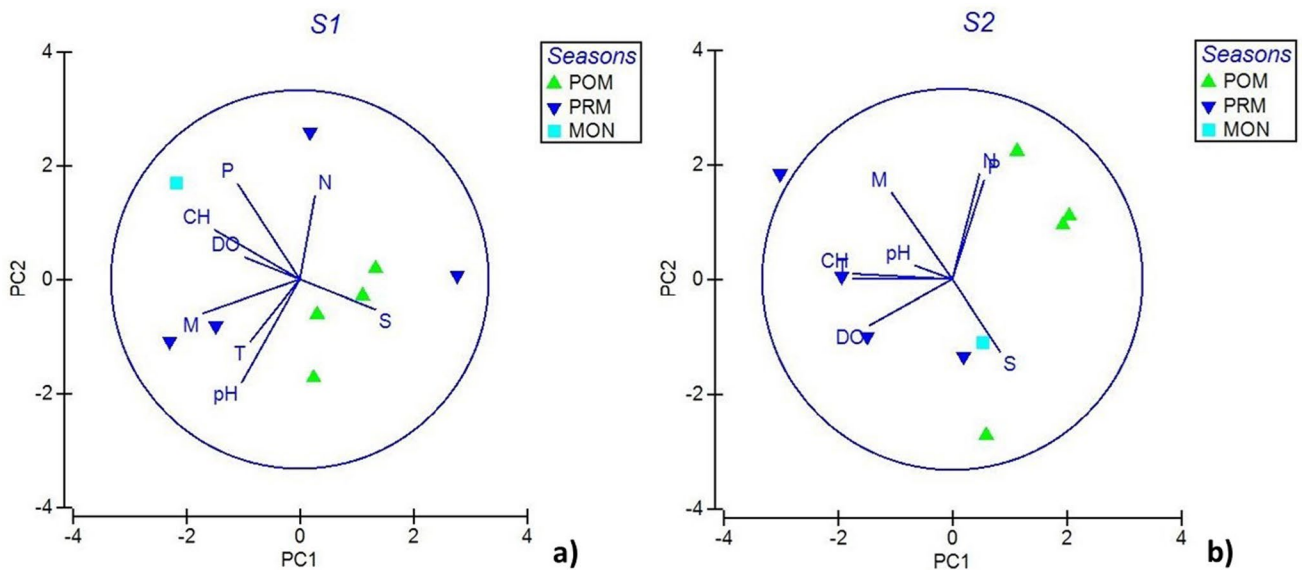 S1
Seasons
POM
PRM
MON
4
2
0
-2
-4
PC2
P
N
CH
DO
M
T
pH
S
-4 -2 0 2 4
PC1
a)
S2
Seasons
POM
PRM
MON
4
2
0
-2
-4
PC2
N
P
M
pH
CH
T
DO
S
-4 -2 0 2 4
PC1
b)